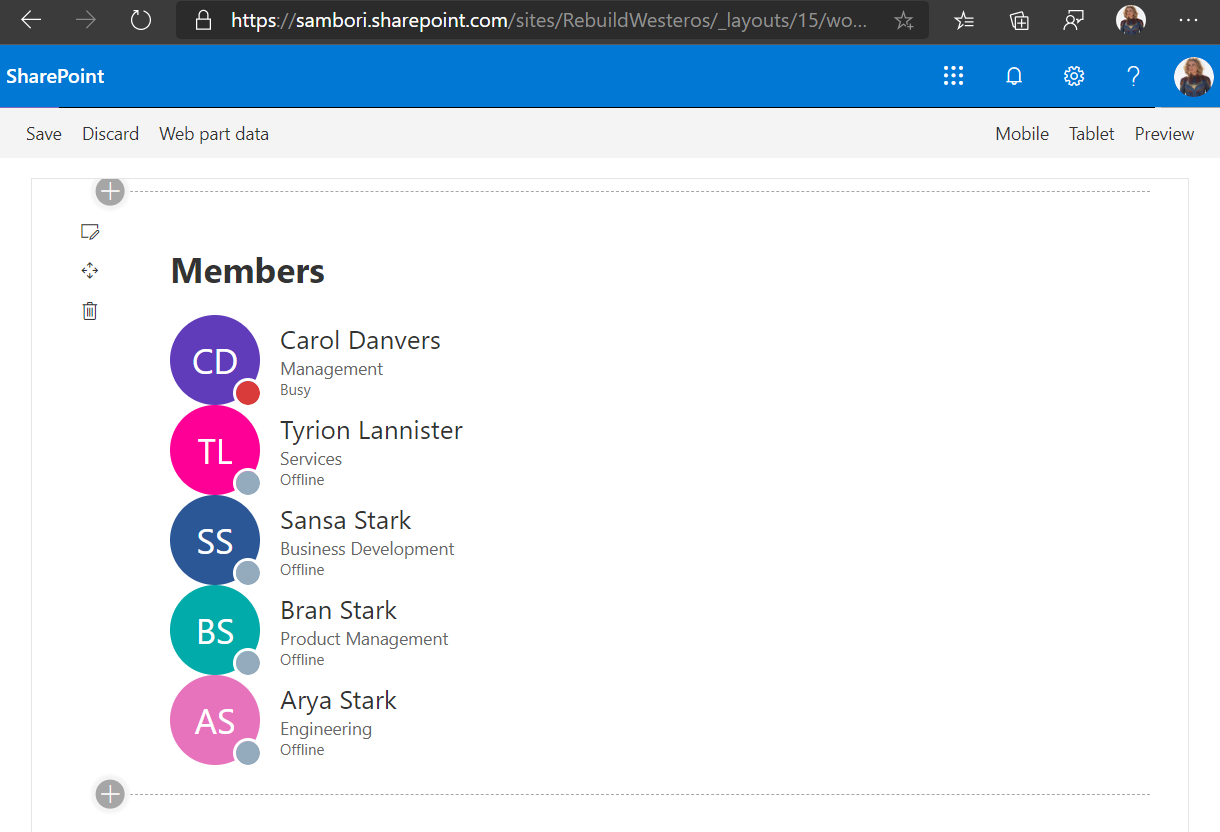 https://sambori.sharepoint.com/sites/RebuildWesteros/_layouts/15/wo...
SharePoint
Save Discard Web part data Mobile Tablet Preview
Members
CD
Carol Danvers
Management
Busy
TL
Tyrion Lannister
Services
Offline
SS
Sansa Stark
Business Development
Offline
BS
Bran Stark
Product Management
Offline
AS
Arya Stark
Engineering
Offline